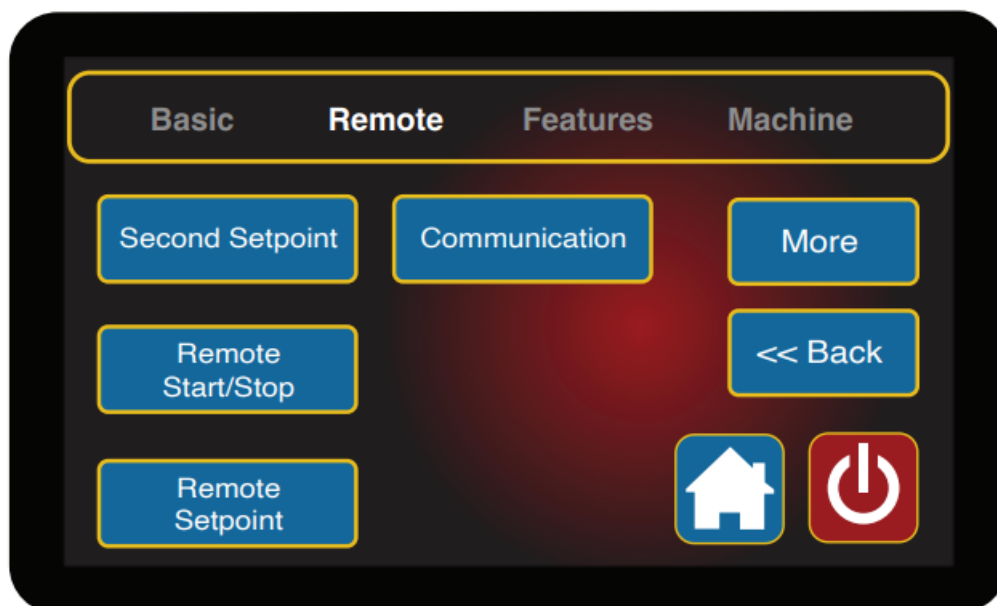 Basic Remote Features Machine
Second Setpoint
Communication
More
Remote
Start/Stop
<< Back
Remote
Setpoint